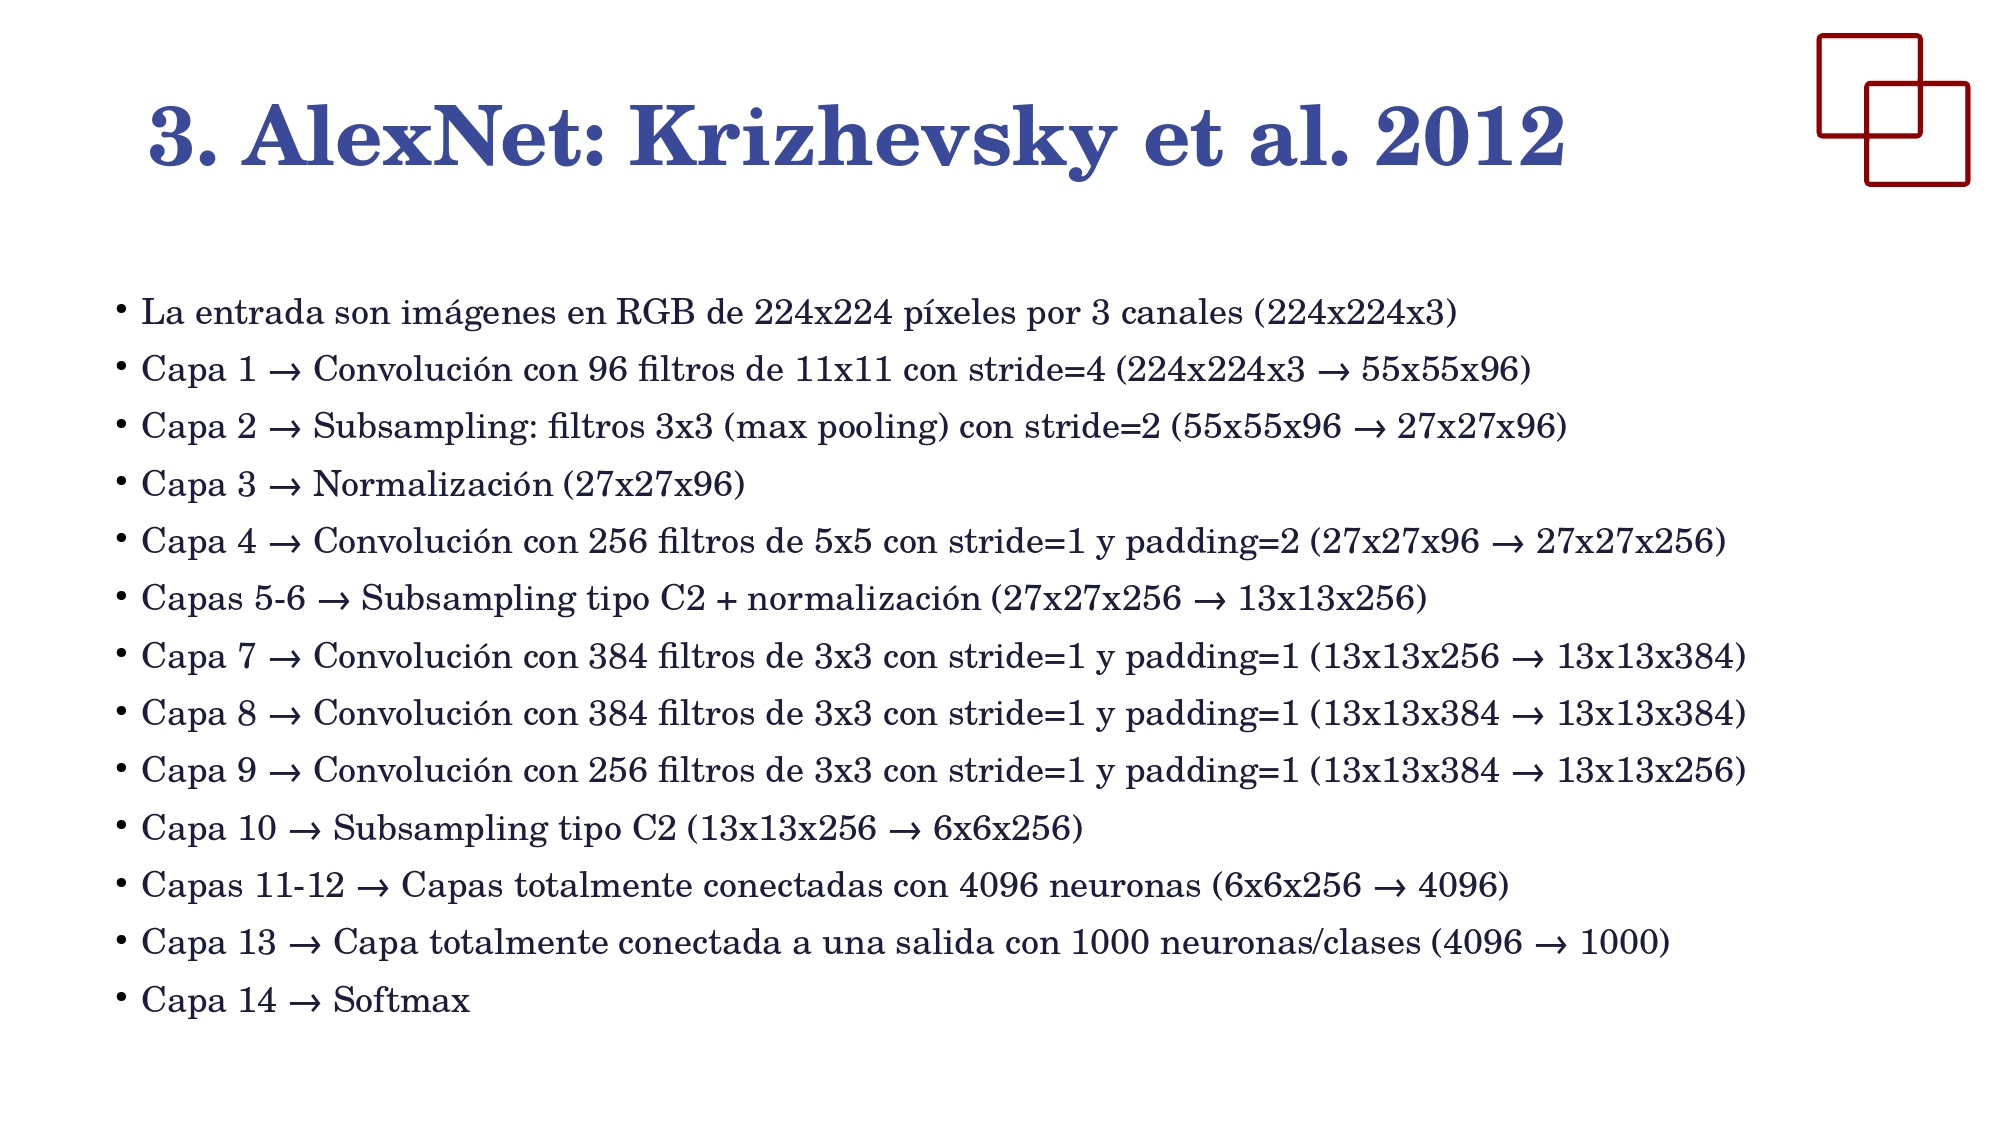 3. AlexNet: Krizhevsky et al. 2012
• La entrada son imágenes en RGB de 224x224 píxeles por 3 canales (224x224x3)
• Capa 1 → Convolución con 96 filtros de 11x11 con stride=4 (224x224x3 → 55x55x96)
• Capa 2 → Subsampling: filtros 3x3 (max pooling) con stride=2 (55x55x96 → 27x27x96)
• Capa 3 → Normalización (27x27x96)
• Capa 4 → Convolución con 256 filtros de 5x5 con stride=1 y padding=2 (27x27x96 → 27x27x256)
• Capas 5-6 → Subsampling tipo C2 + normalización (27x27x256 → 13x13x256)
• Capa 7 → Convolución con 384 filtros de 3x3 con stride=1 y padding=1 (13x13x256 → 13x13x384)
• Capa 8 → Convolución con 384 filtros de 3x3 con stride=1 y padding=1 (13x13x384 → 13x13x384)
• Capa 9 → Convolución con 256 filtros de 3x3 con stride=1 y padding=1 (13x13x384 → 13x13x256)
• Capa 10 → Subsampling tipo C2 (13x13x256 → 6x6x256)
• Capas 11-12 → Capas totalmente conectadas con 4096 neuronas (6x6x256 → 4096)
• Capa 13 → Capa totalmente conectada a una salida con 1000 neuronas/clases (4096 → 1000)
• Capa 14 → Softmax